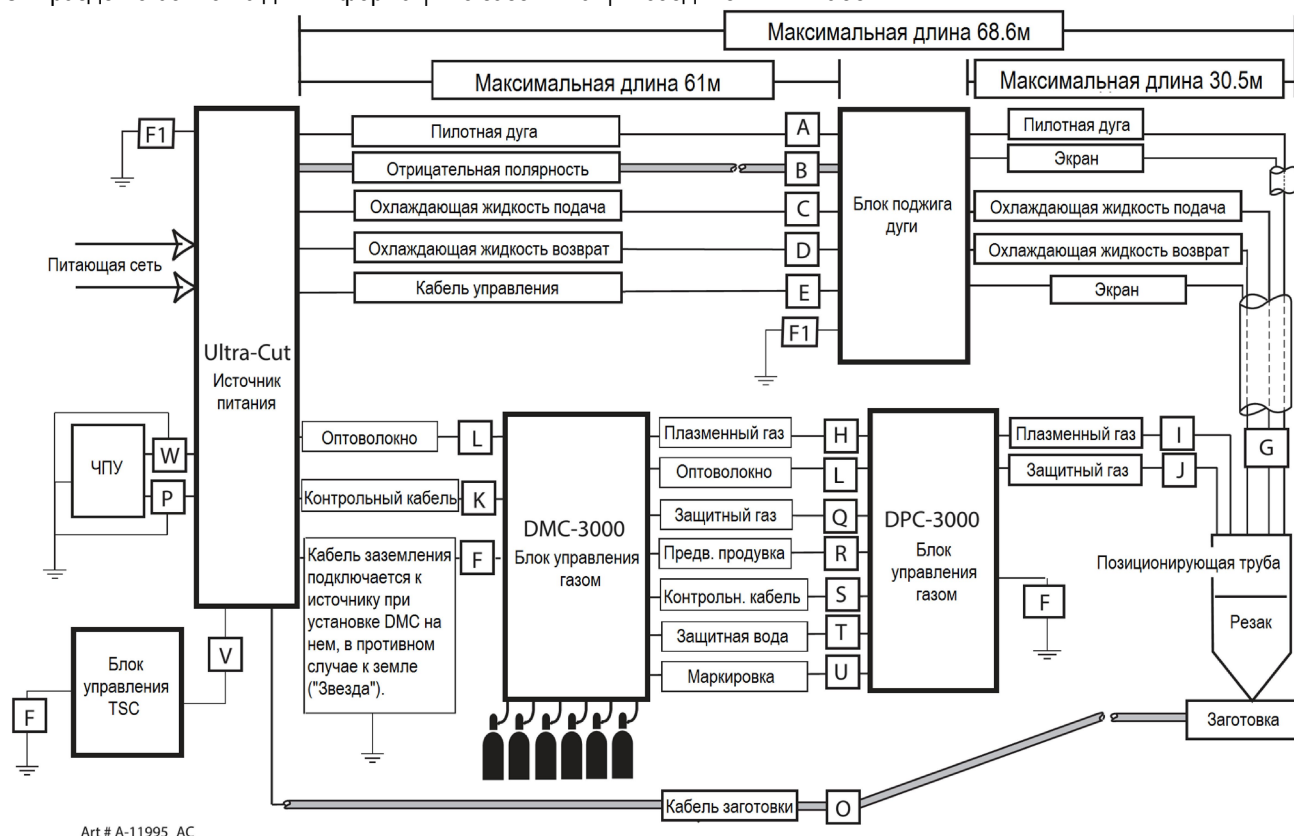 Максимальная длина 68.6м
Максимальная длина 61м
Максимальная длина 30.5м
F1
Пилотная дуга
A
Отрицательная полярность
B
Охлаждающая жидкость подача
C
Охлаждающая жидкость возврат
D
Кабель управления
E
F1
Блок поджига
дуги
Пилотная дуга
Экран
Охлаждающая жидкость подача
Охлаждающая жидкость возврат
Экран
Питающая сеть
Ultra-Cut
Источник
питания
ЧПУ
W
P
Оптоволокно
L
Контрольный кабель
K
Кабель заземления
подключается к
источнику при
установке DMC на
нем, в противном
случае к земле
("Звезда").
F
DMC-3000
Блок управления
газом
Плазменный газ
H
Оптоволокно
L
Защитный газ
Q
Предв. продувка
R
Контрольн. кабель
S
Защитная вода
T
Маркировка
U
DPC-3000
Блок
управления
газом
Плазменный газ
I
Защитный газ
J
G
F
Позиционирующая труба
Резак
Заготовка
V
Блок
управления
TSC
F
Кабель заготовки
O
Art # A-11995_AC